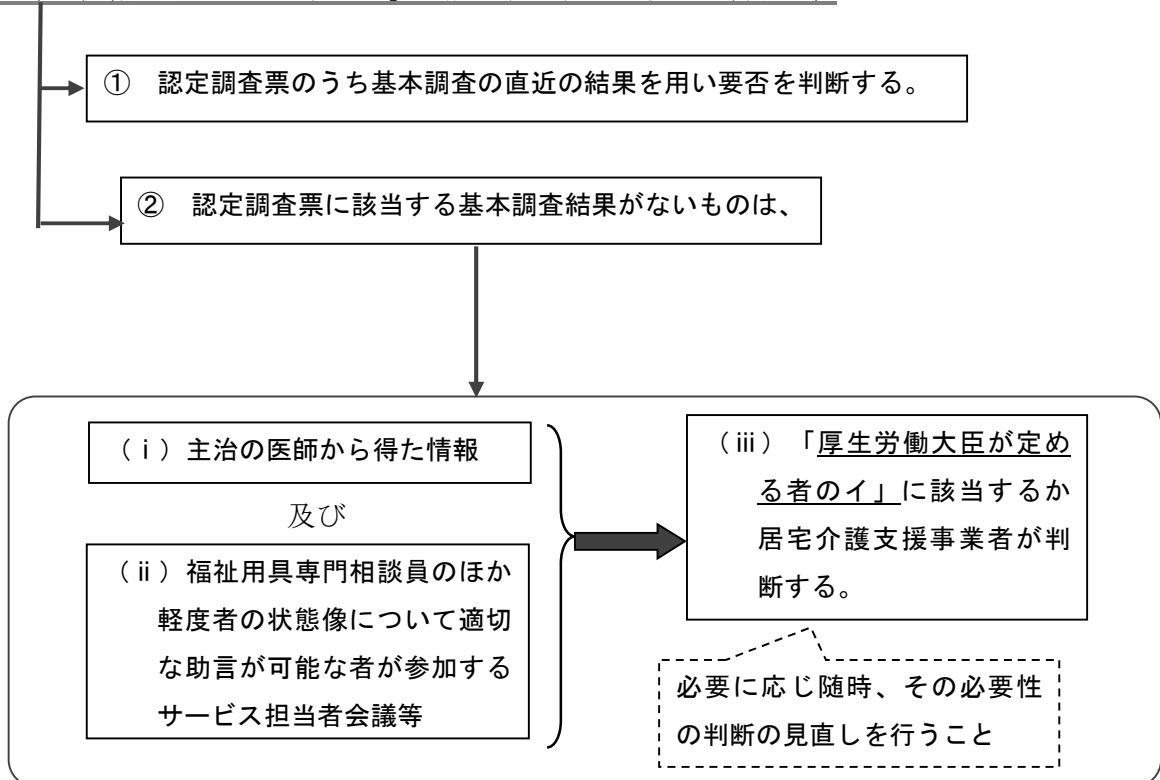 ① 認定調査票のうち基本調査の直近の結果を用い要否を判断する。
② 認定調査票に該当する基本調査結果がないものは、
(ⅰ)主治の医師から得た情報
及び
(ⅱ)福祉用具専門相談員のほか
軽度者の状態像について適切
な助言が可能な者が参加する
サービス担当者会議等
(ⅲ)「厚生労働大臣が定め
る者のイ」に該当するか
居宅介護支援事業者が判
断する。
必要に応じ随時、その必要性
の判断の見直しを行うこと